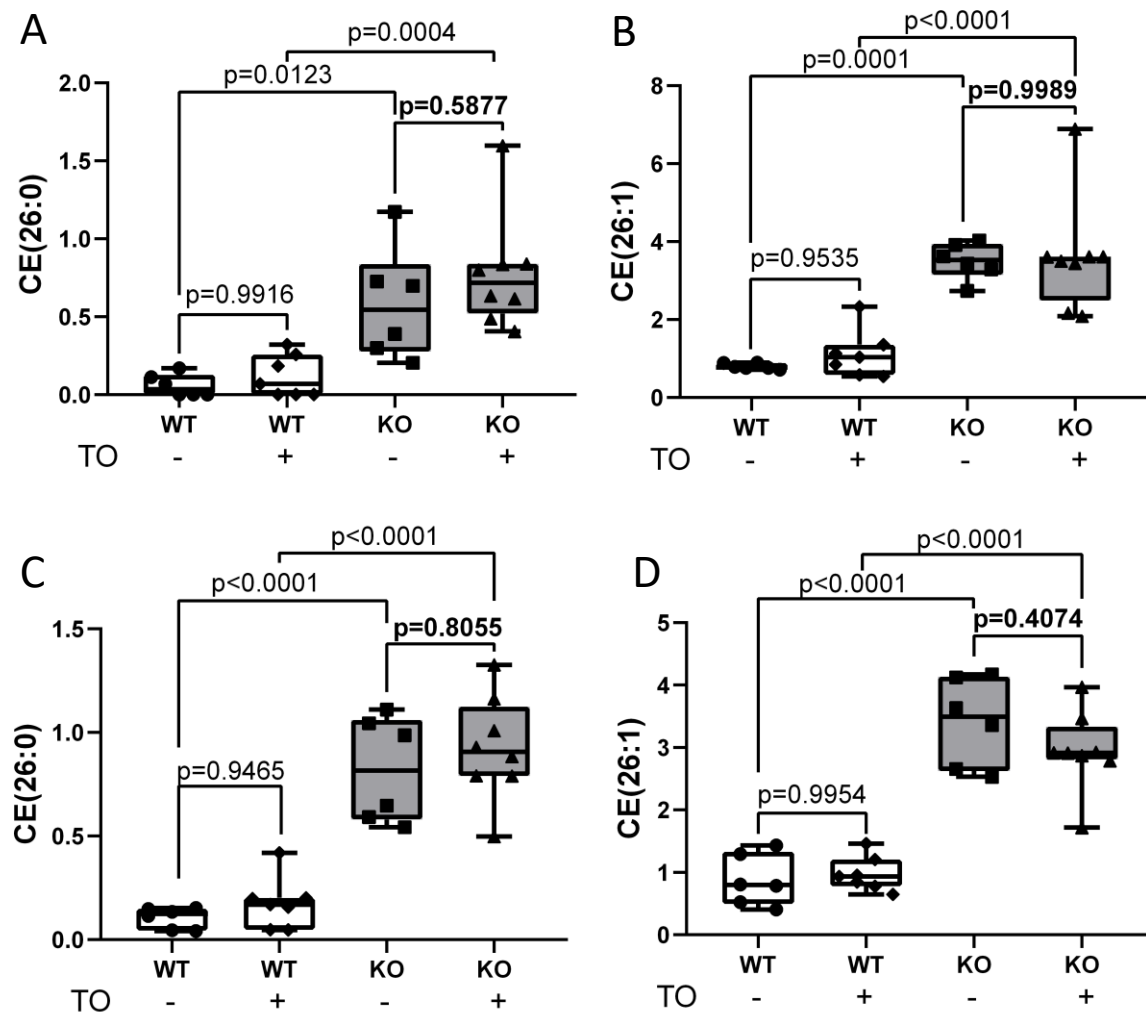 A
p=0.0004
p=0.0123
p=0.5877
p=0.9916
CE(26:0)
2.0
1.5
1.0
0.5
0.0
WT WT KO KO
TO - + - +
B
p<0.0001
p=0.0001
p=0.9989
p=0.9535
CE(26:1)
8
6
4
2
0
WT WT KO KO
TO - + - +
C
p<0.0001
p<0.0001
p=0.8055
p=0.9465
CE(26:0)
1.5
1.0
0.5
0.0
WT WT KO KO
TO - + - +
D
p<0.0001
p<0.0001
p=0.4074
p=0.9954
CE(26:1)
5
4
3
2
1
0
WT WT KO KO
TO - + - +